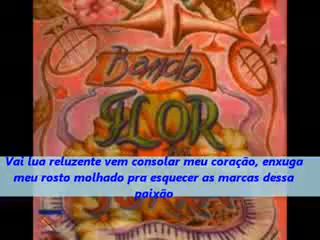 Banda
FLOR
Vai lua reluzente vem consolar meu coração, enxuga
meu rosto molhado pra esquecer as marcas dessa
paixão